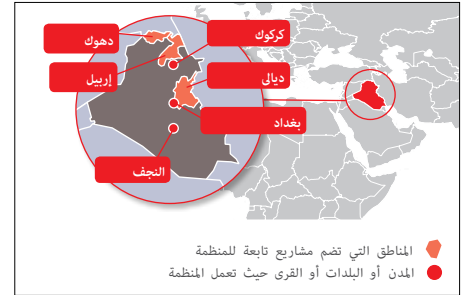 كركوك
دهوك
ديالى
إربيل
بغداد
النجف
المناطق التي تضم مشاريع تابعة للمنظمة
المدن أو البلدات أو القرى حيث تعمل المنظمة